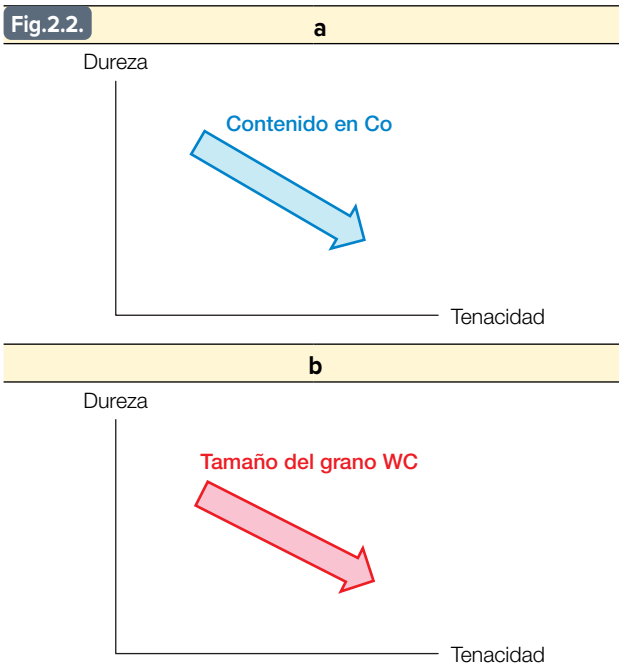 Fig.2.2.
a
Dureza
Contenido en Co
Tenacidad
b
Dureza
Tamaño del grano WC
Tenacidad